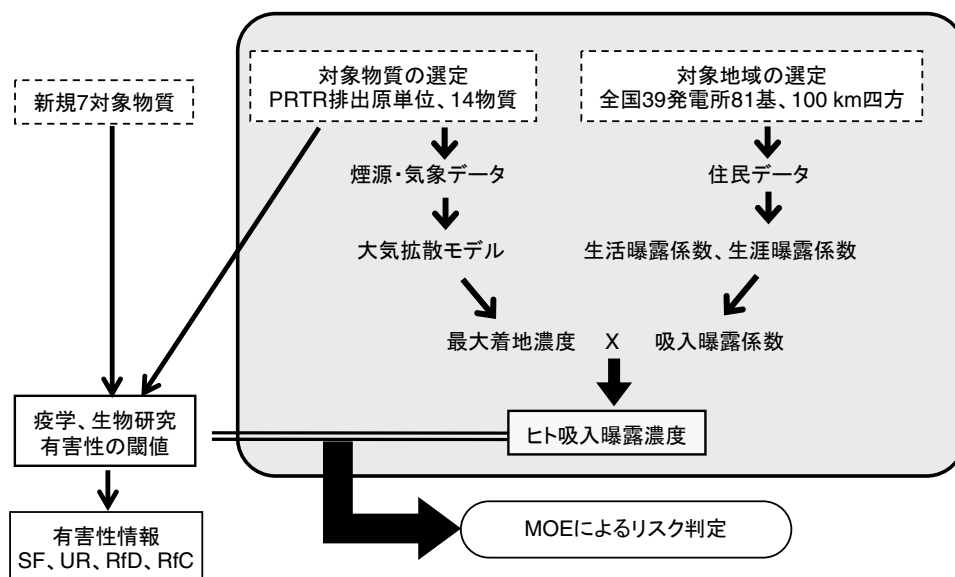 新規7対象物質
対象物質の選定
PRTR排出原単位、14物質
対象地域の選定
全国39発電所81基、100 km四方
煙源・気象データ
住民データ
大気拡散モデル
生活曝露係数、生涯曝露係数
最大着地濃度 X 吸入曝露係数
疫学、生物研究
有害性の閾値
ヒト吸入曝露濃度
有害性情報
SF、UR、RfD、RfC
MOEによるリスク判定